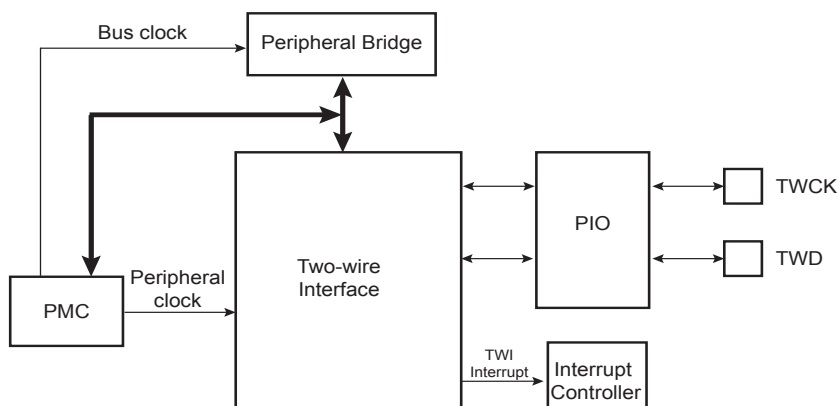 Bus clock
Peripheral Bridge
TWCK
PIO
TWD
Two-wire
Interface
Peripheral
clock
PMC
TWI
Interrupt
Interrupt
Controller